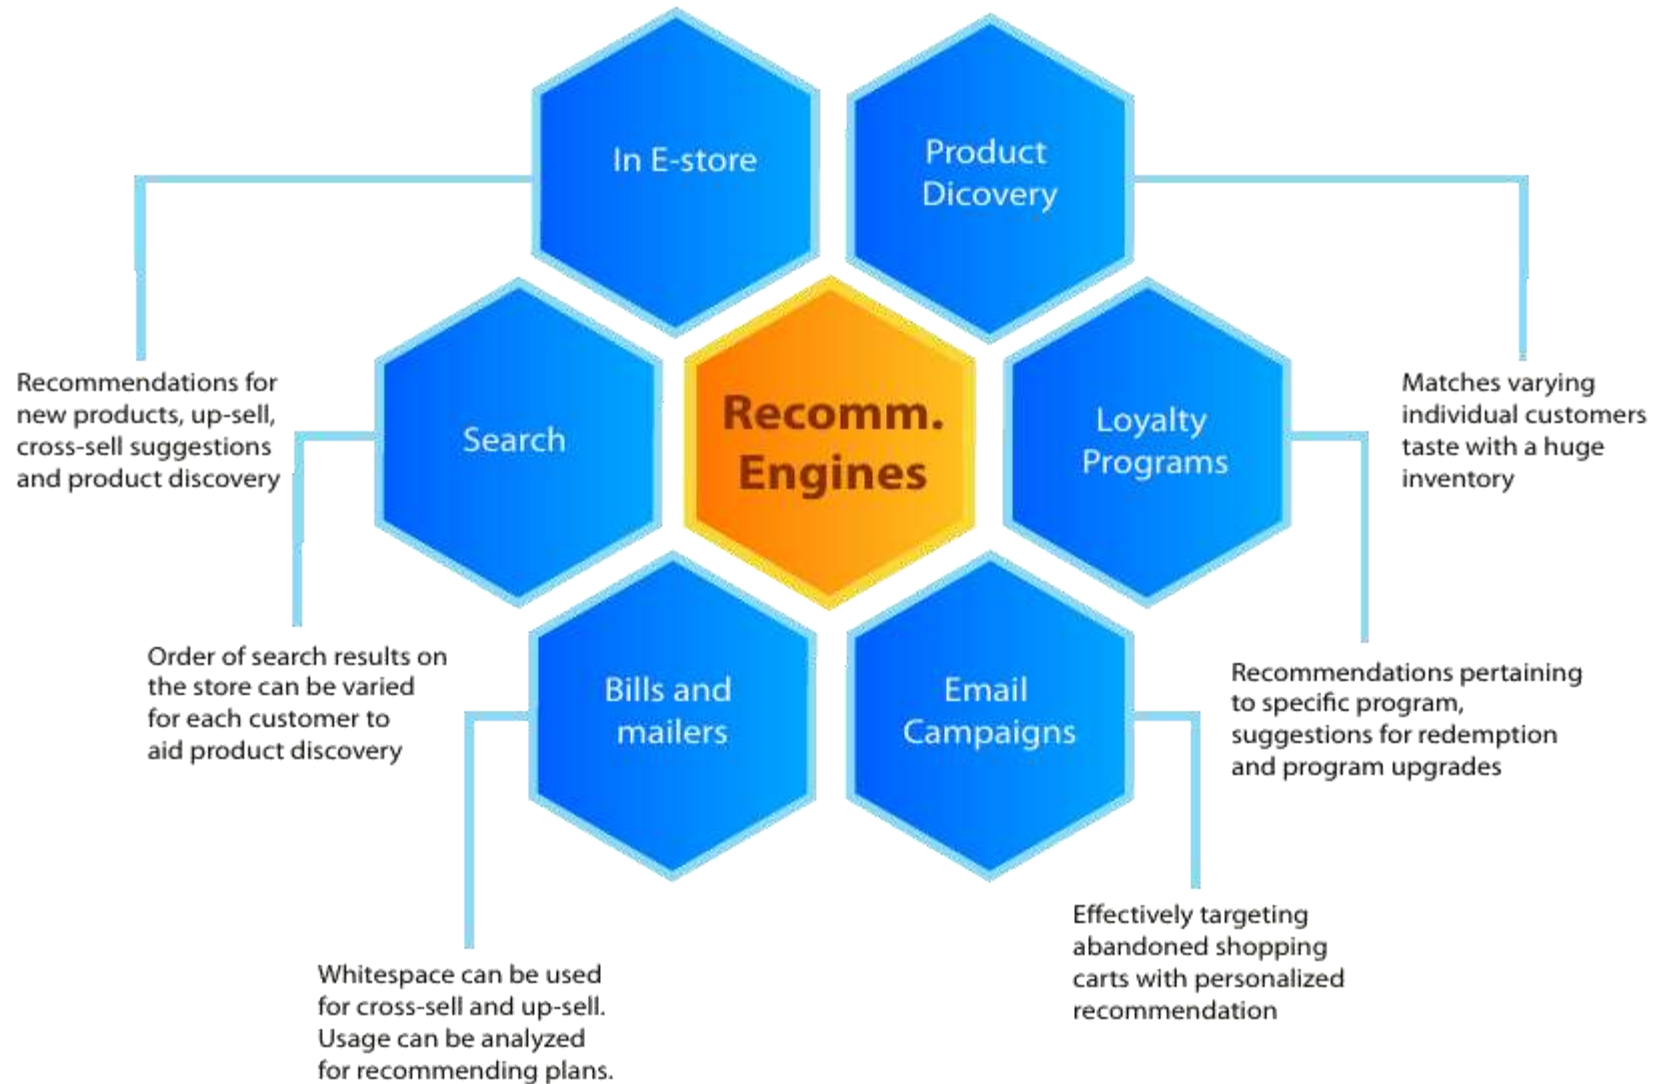 In E-store
Product
Dicovery
Recommendations for
new products, up-sell,
cross-sell suggestions
and product discovery
Matches varying
individual customers
taste with a huge
inventory
Search
Recomm.
Engines
Loyalty
Programs
Order of search results on
the store can be varied
for each customer to
aid product discovery
Recommendations pertaining
to specific program,
suggestions for redemption
and program upgrades
Bills and
mailers
Email
Campaigns
Whitespace can be used
for cross-sell and up-sell.
Usage can be analyzed
for recommending plans.
Effectively targeting
abandoned shopping
carts with personalized
recommendation